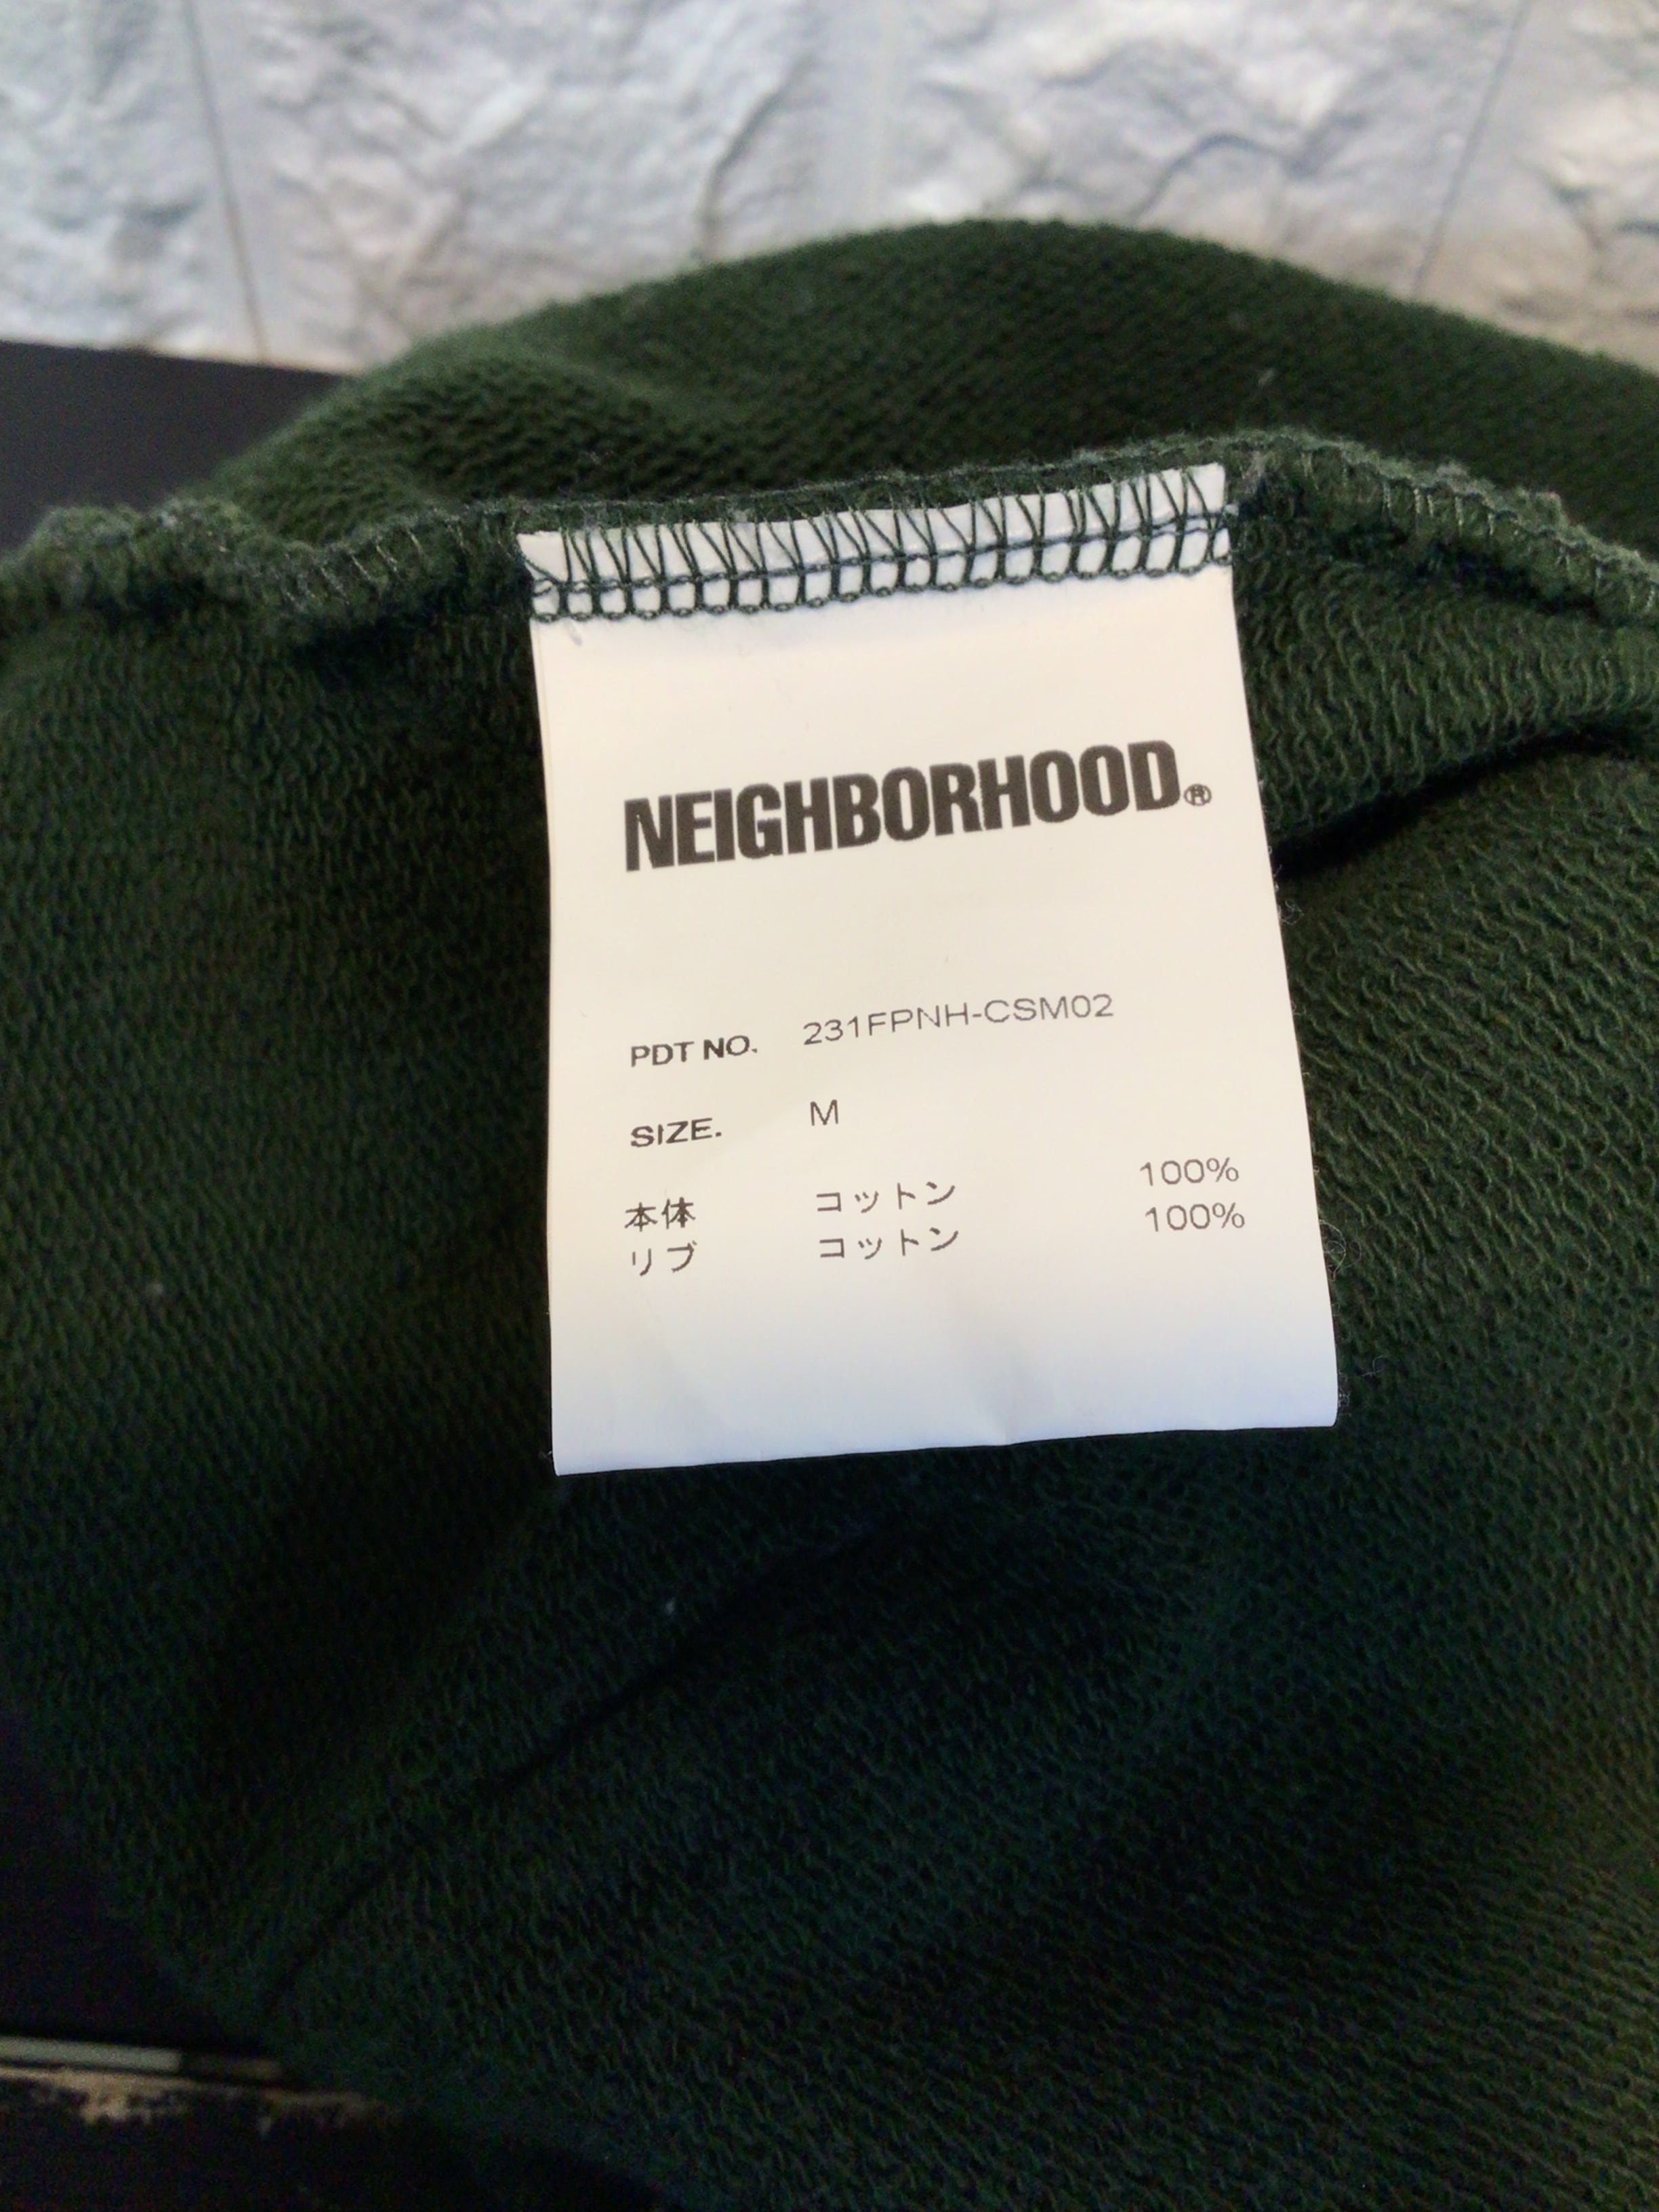 NEIGHBORHOOD®
PDT NO. 231FPNH-CSM02
SIZE. M
本体 コットン 100%
リブ コットン 100%